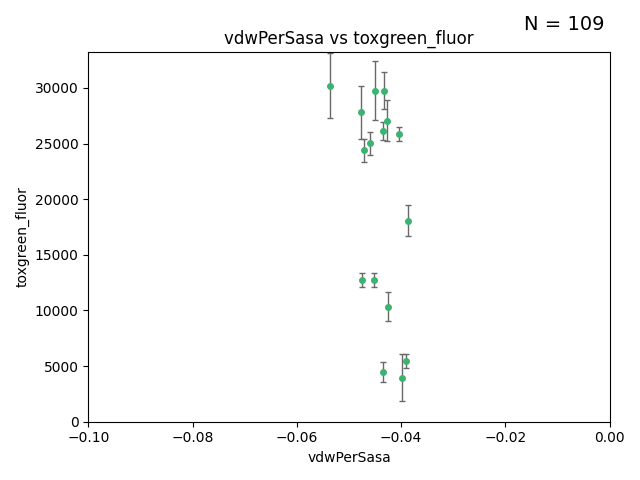 N = 109
vdwPerSasa vs toxgreen_fluor
30000
25000
20000
15000
10000
5000
0
toxgreen_fluor
−0.10 −0.08 −0.06 −0.04 −0.02 0.00
vdwPerSasa